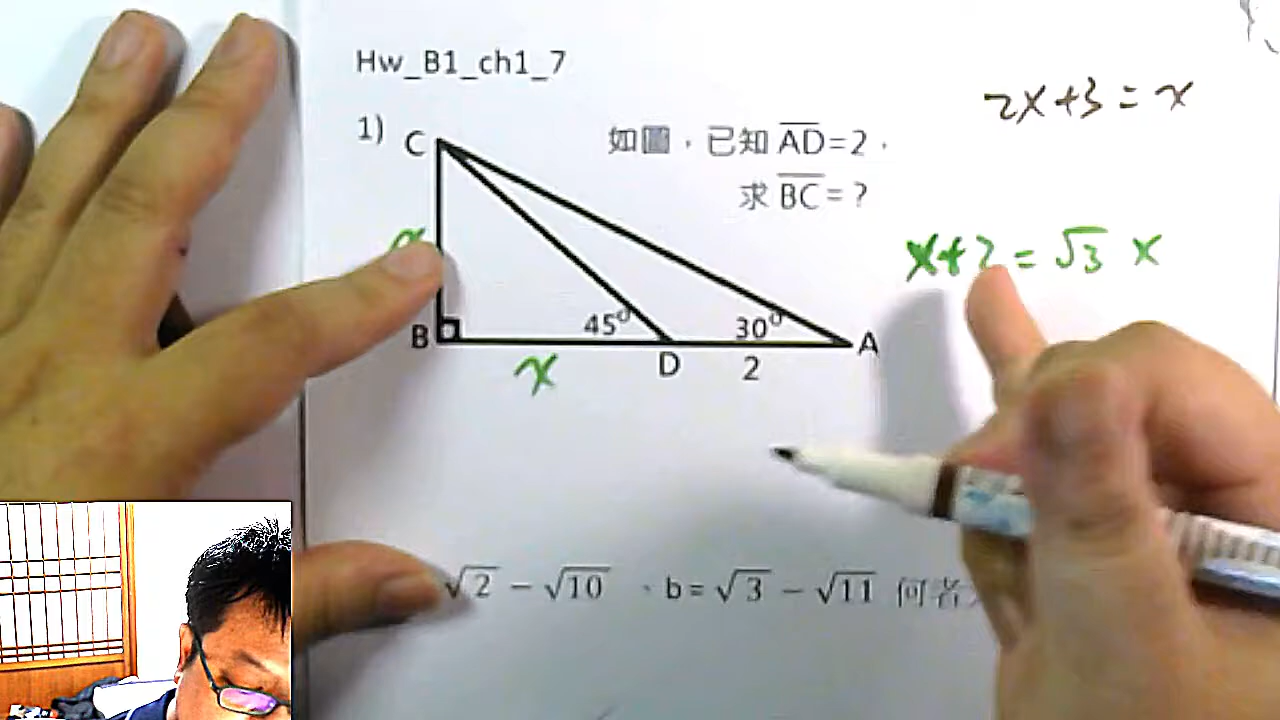 Hw_B1_ch1_7
2x+3=x
1)
C
如圖，已知 AD=2，
求 BC=?
x+2=√3 x
B
45°
30°
A
x
D
2
√2 − √10 、b=√3 − √11 何者